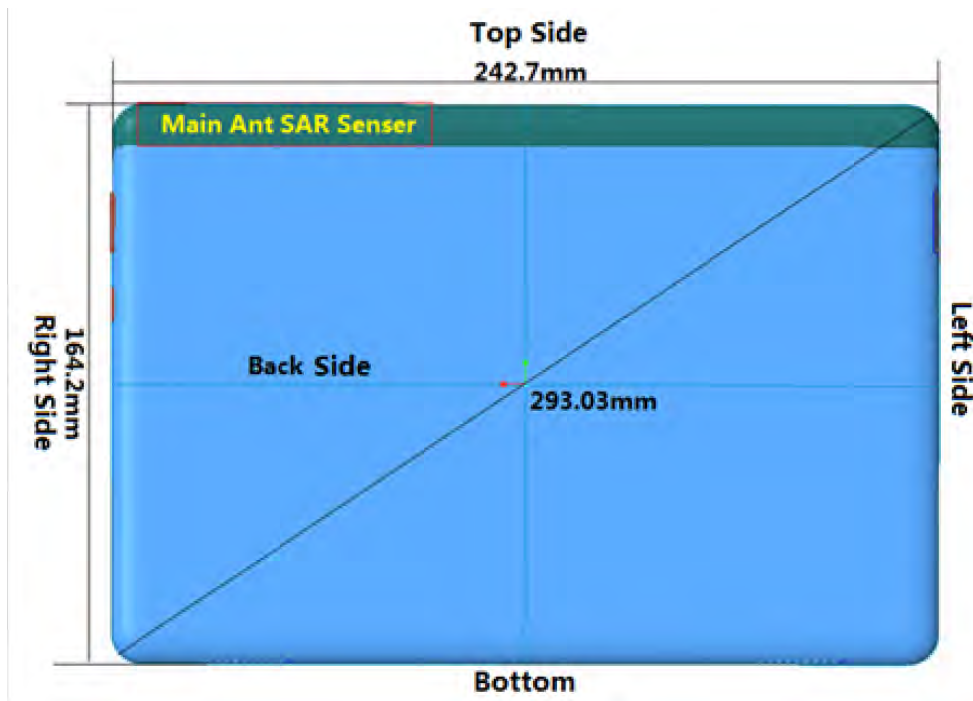 Top Side
242.7mm
Main Ant SAR Senser
Right Side
164.2mm
Back Side
293.03mm
Left Side
Bottom